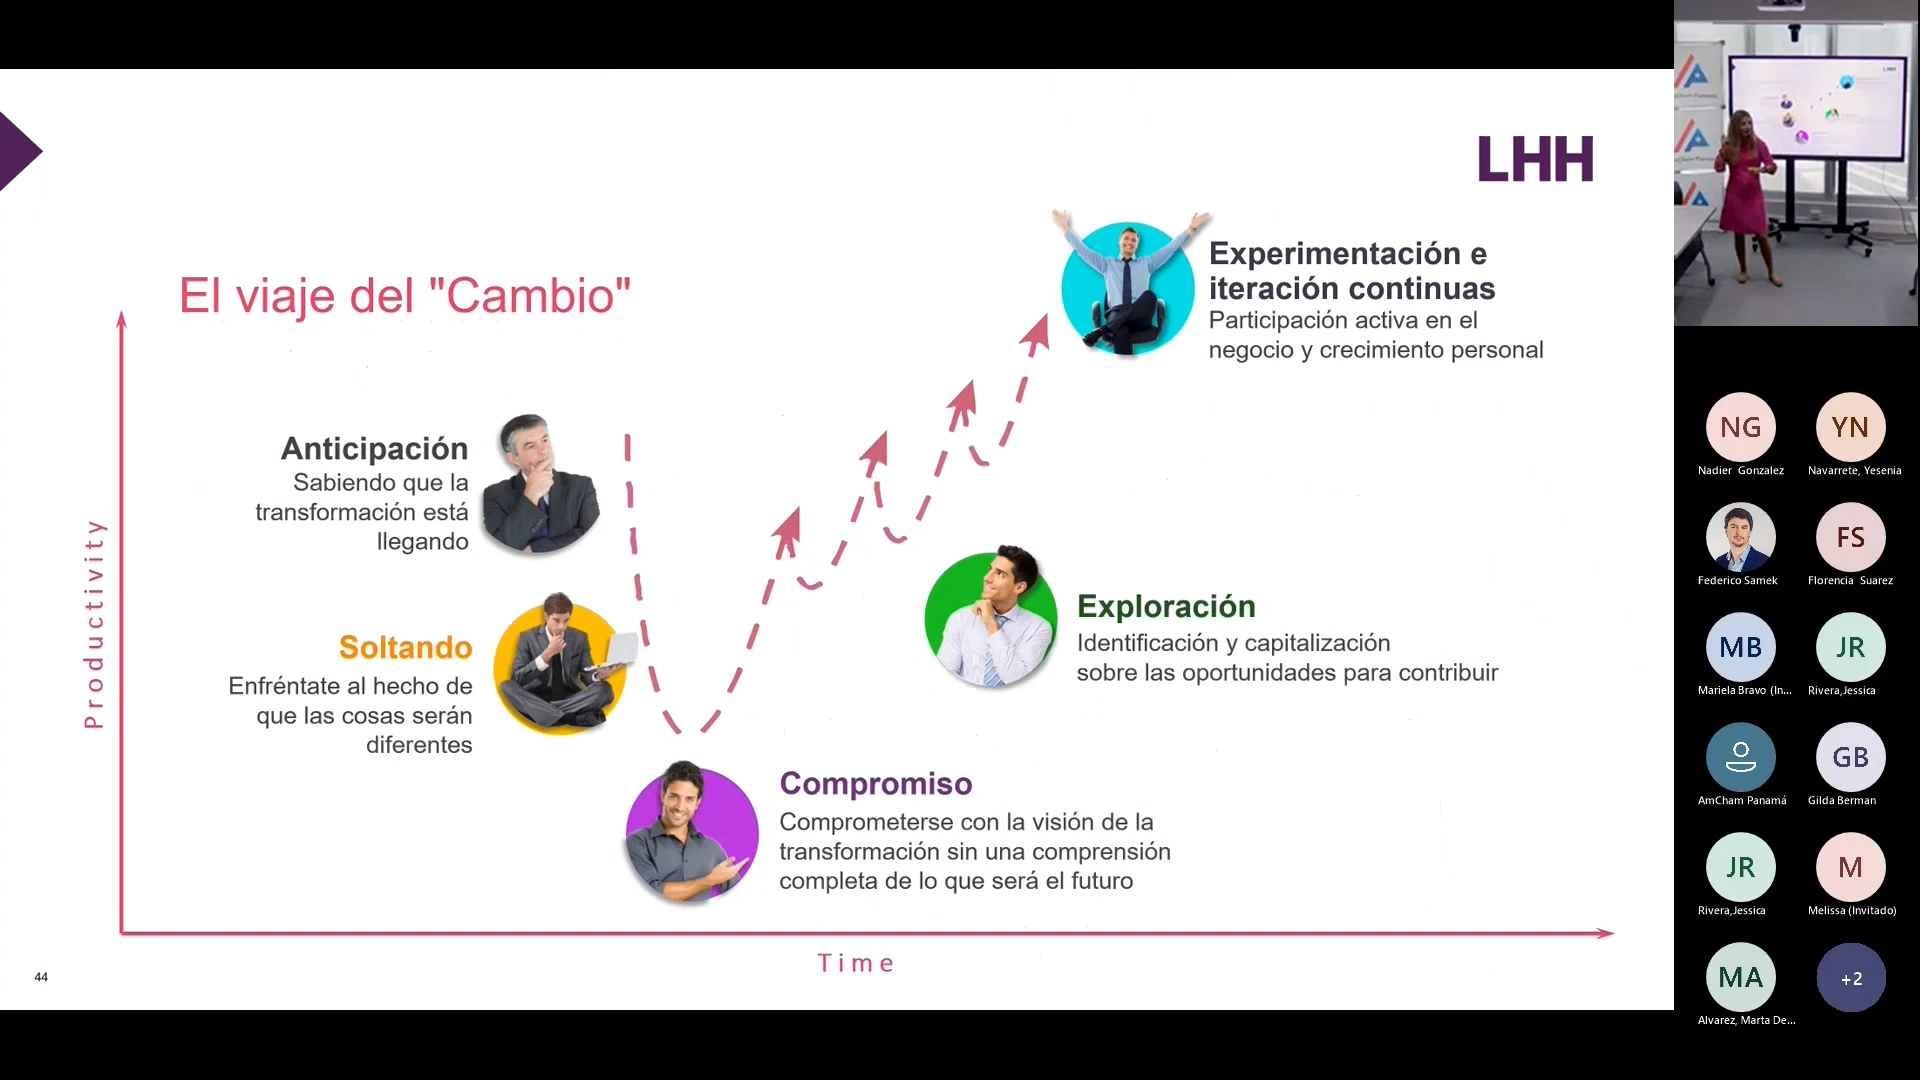 LHH
El viaje del "Cambio"
Experimentación e
iteración continuas
Participación activa en el
negocio y crecimiento personal
Anticipación
Sabiendo que la
transformación está
llegando
Soltando
Enfréntate al hecho de
que las cosas serán
diferentes
Exploración
Identificación y capitalización
sobre las oportunidades para contribuir
Compromiso
Comprometerse con la visión de la
transformación sin una comprensión
completa de lo que será el futuro
Productivity
Time
44
NG
Nadier Gonzalez
YN
Navarrete, Yesenia
Federico Samek
FS
Florencia Suarez
MB
Mariela Bravo (In...
JR
Rivera,Jessica
AmCham Panamá
GB
Gilda Berman
JR
Rivera,Jessica
M
Melissa (Invitado)
MA
Alvarez, Marta De...
+2